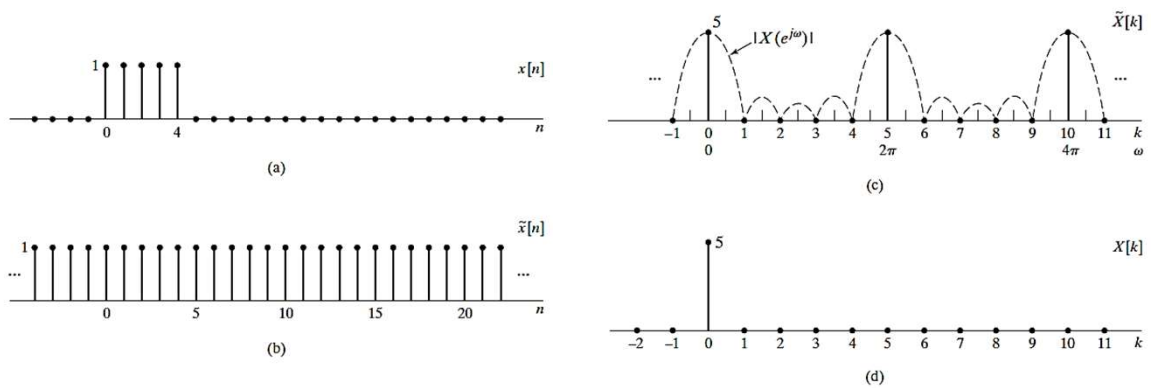 1
x[n]
0 4
n
(a)
1
x̃[n]
... ...
0 5 10 15 20
n
(b)
5
X̃[k]
|X(e^{jω})|
... ...
–1 0 1 2 3 4 5 6 7 8 9 10 11 k
0 2π 4π ω
(c)
5
X[k]
–2 –1 0 1 2 3 4 5 6 7 8 9 10 11 k
(d)